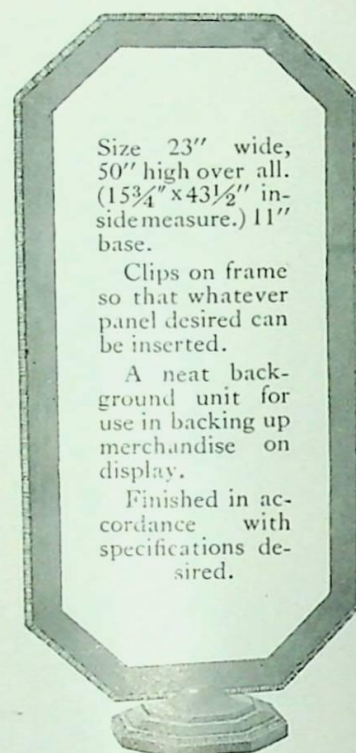 Size 23″ wide,
50″ high over all.
(15¾″ x 43½″ in-
side measure.) 11″
base.
Clips on frame
so that whatever
panel desired can
be inserted.
A neat back-
ground unit for
use in backing up
merchandise on
display.
Finished in ac-
cordance with
specifications de-
sired.